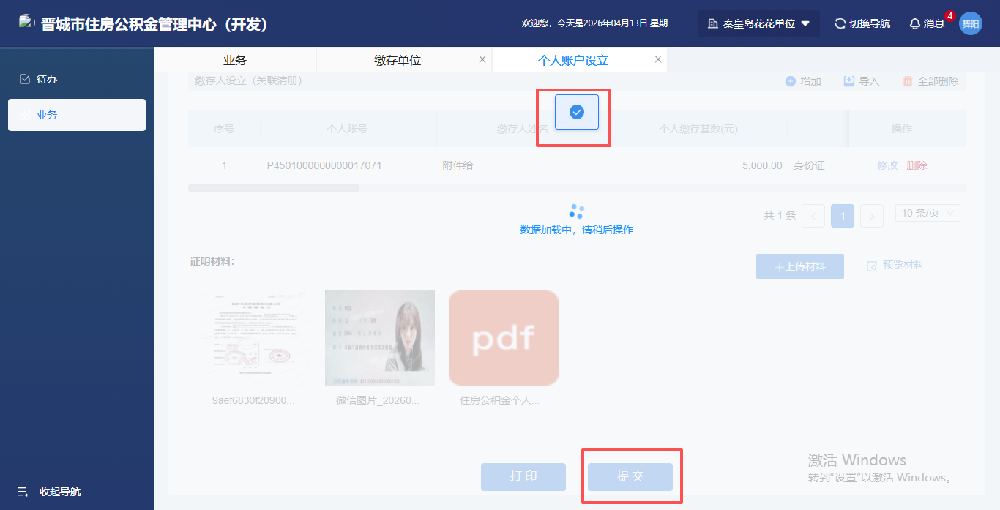 晋城市住房公积金管理中心（开发）
欢迎您，今天是2026年04月13日 星期一
秦皇岛花花单位
切换导航
消息
4
舞阳
待办
业务
收起导航
业务
缴存单位
个人账户设立
缴存人设立（关联清册）
增加
导入
全部删除
序号
个人账号
缴存人姓名
个人缴存基数(元)
操作
1
P4501000000000017071
附件给
5,000.00
身份证
修改
删除
共 1 条
1
10 条/页
数据加载中，请稍后操作
证明材料：
上传材料
预览材料
pdf
9aef6830f20900...
微信图片_20260...
住房公积金个人...
打 印
提 交
激活 Windows
转到"设置"以激活 Windows。